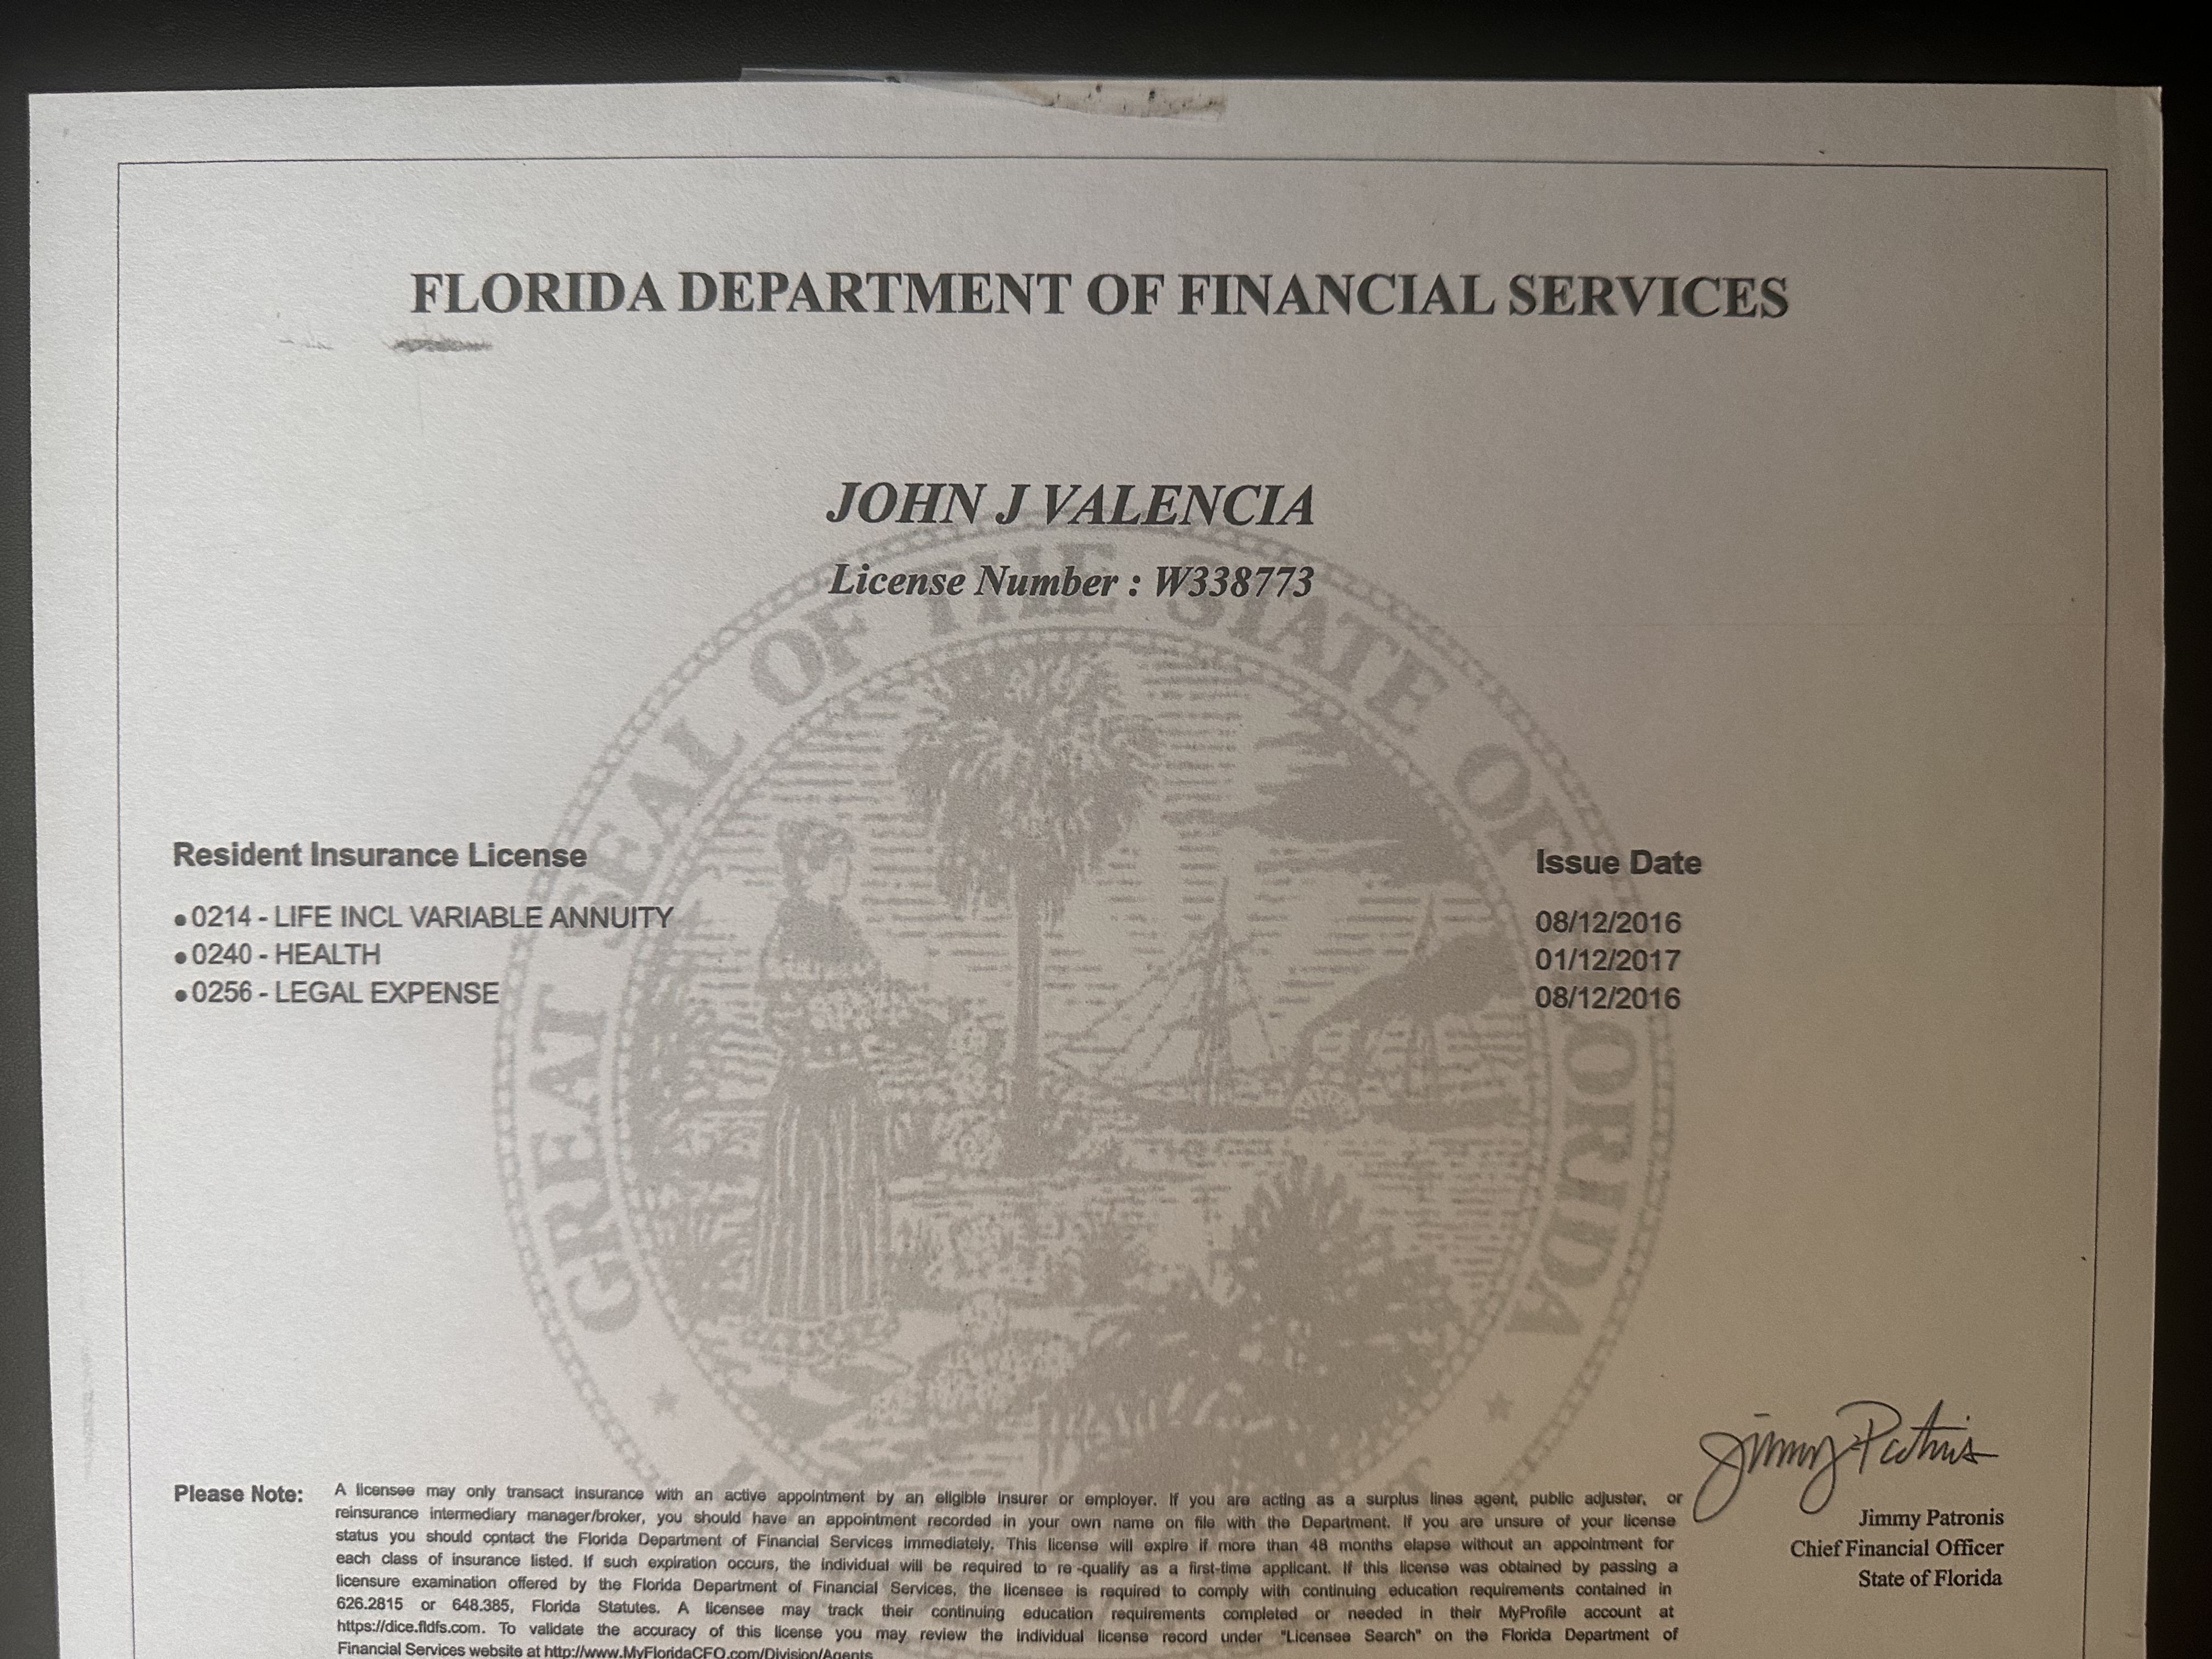 FLORIDA DEPARTMENT OF FINANCIAL SERVICES
JOHN J VALENCIA
License Number : W338773
GREAT SEAL OF THE STATE OF FLORIDA
Resident Insurance License
Issue Date
• 0214 - LIFE INCL VARIABLE ANNUITY 08/12/2016
• 0240 - HEALTH 01/12/2017
• 0256 - LEGAL EXPENSE 08/12/2016
Please Note: A licensee may only transact insurance with an active appointment by an eligible insurer or employer. If you are acting as a surplus lines agent, public adjuster, or
reinsurance intermediary manager/broker, you should have an appointment recorded in your own name on file with the Department. If you are unsure of your license
status you should contact the Florida Department of Financial Services immediately. This license will expire if more than 48 months elapse without an appointment for
each class of insurance listed. If such expiration occurs, the individual will be required to re-qualify as a first-time applicant. If this license was obtained by passing a
licensure examination offered by the Florida Department of Financial Services, the licensee is required to comply with continuing education requirements contained in
626.2815 or 648.385, Florida Statutes. A licensee may track their continuing education requirements completed or needed in their MyProfile account at
https://dice.fldfs.com. To validate the accuracy of this license you may review the individual license record under "Licensee Search" on the Florida Department of
Financial Services website at http://www.MyFloridaCFO.com/Division/Agents
Jimmy Patronis
Jimmy Patronis
Chief Financial Officer
State of Florida